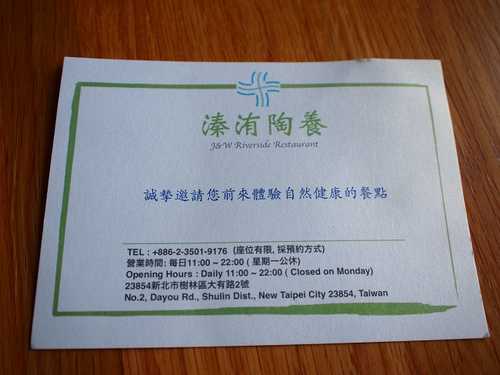 溱洧陶養
J&W Riverside Restaurant
誠摯邀請您前來體驗自然健康的餐點
TEL : +886-2-3501-9176 (座位有限, 採預約方式)
營業時間: 每日11:00 ~ 22:00 ( 星期一公休)
Opening Hours : Daily 11:00 ~ 22:00 ( Closed on Monday)
23854新北市樹林區大有路2號
No.2, Dayou Rd., Shulin Dist., New Taipei City 23854, Taiwan